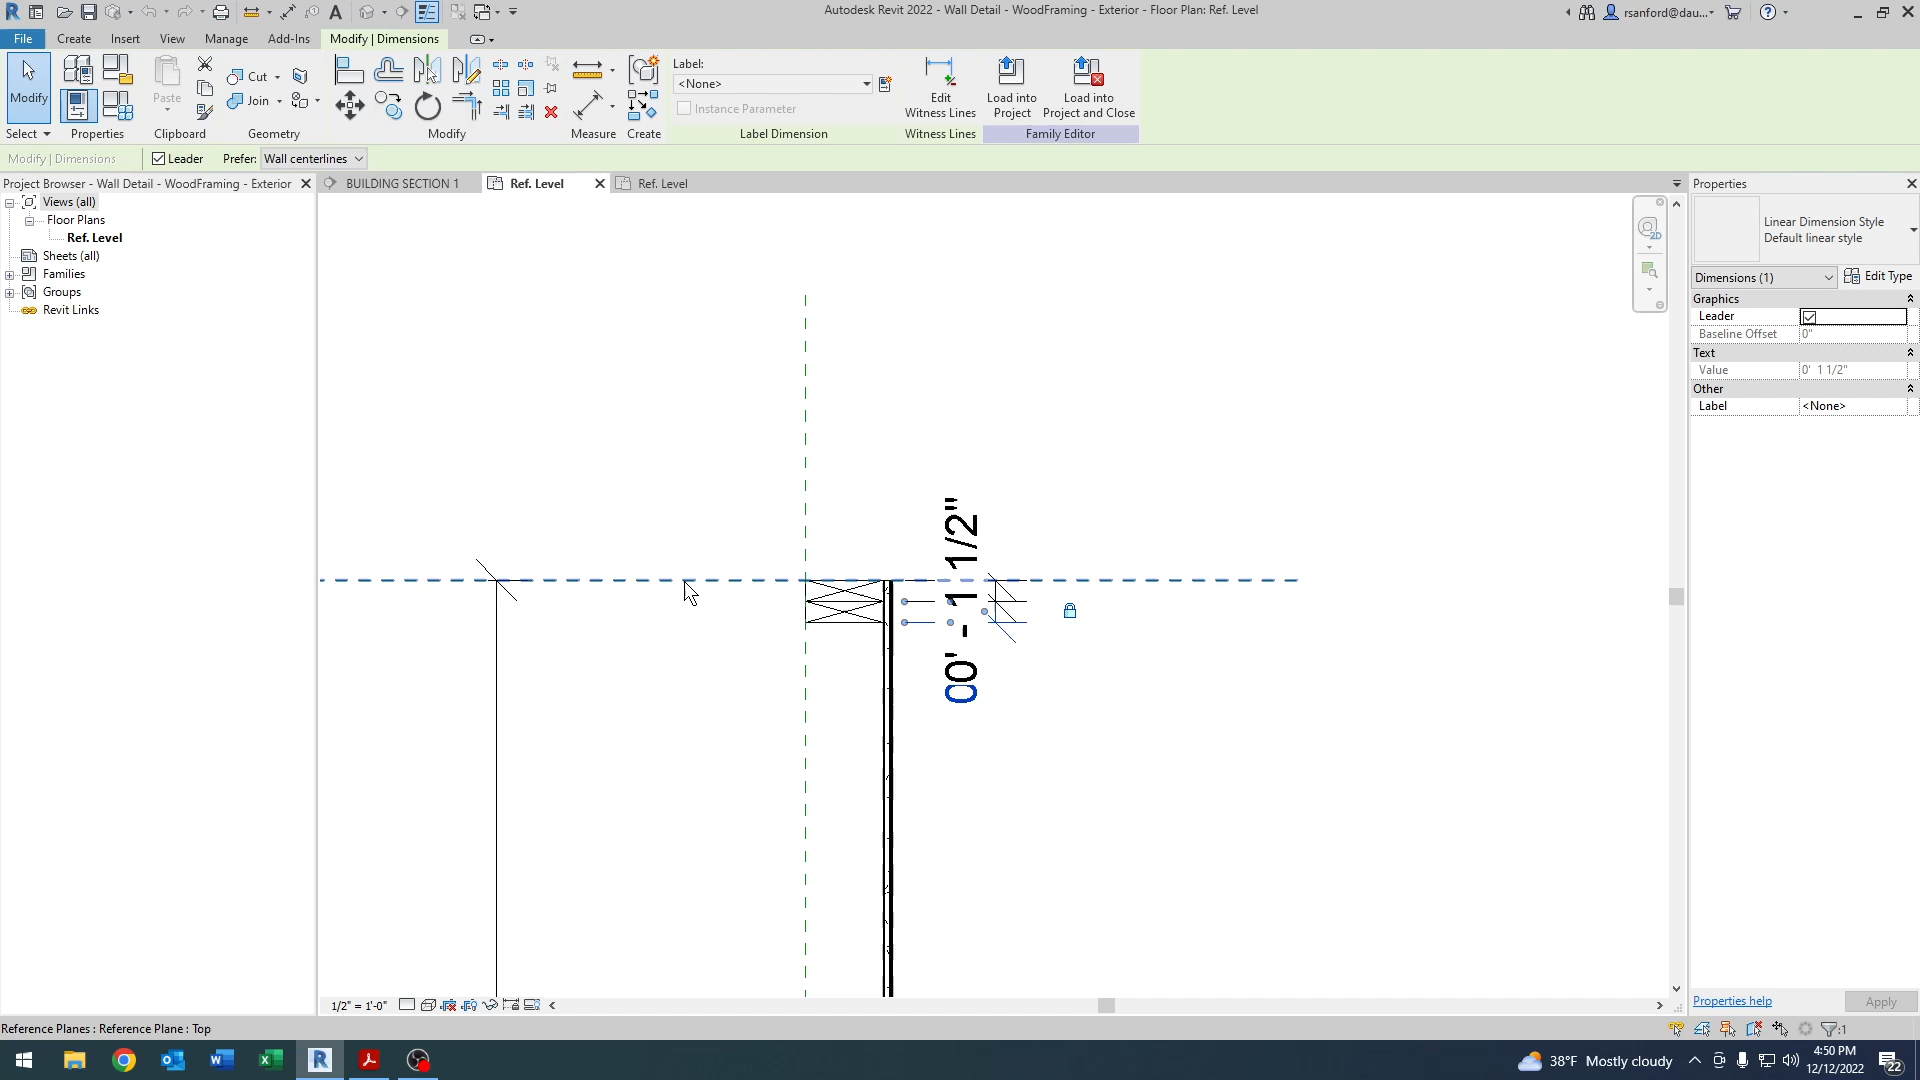 Autodesk Revit 2022 - Wall Detail - WoodFraming - Exterior - Floor Plan: Ref. Level
rsanford@dau...
File
Create
Insert
View
Manage
Add-Ins
Modify | Dimensions
Modify
Paste
Cut
Join
Label:
<None>
Instance Parameter
Edit
Witness Lines
Load into
Project
Load into
Project and Close
Select
Properties
Clipboard
Geometry
Modify
Measure
Create
Label Dimension
Witness Lines
Family Editor
Modify | Dimensions
Leader
Prefer:
Wall centerlines
Project Browser - Wall Detail - WoodFraming - Exterior
BUILDING SECTION 1
Ref. Level
Ref. Level
Properties
Views (all)
Floor Plans
Ref. Level
Sheets (all)
Families
Groups
Revit Links
2D
Linear Dimension Style
Default linear style
Dimensions (1)
Edit Type
Graphics
Leader
Baseline Offset
0"
Text
Value
0'  1 1/2"
Other
Label
<None>
00' - 1 1/2"
1/2" = 1'-0"
Properties help
Apply
Reference Planes : Reference Plane : Top
:1
38°F Mostly cloudy
4:50 PM
12/12/2022
22